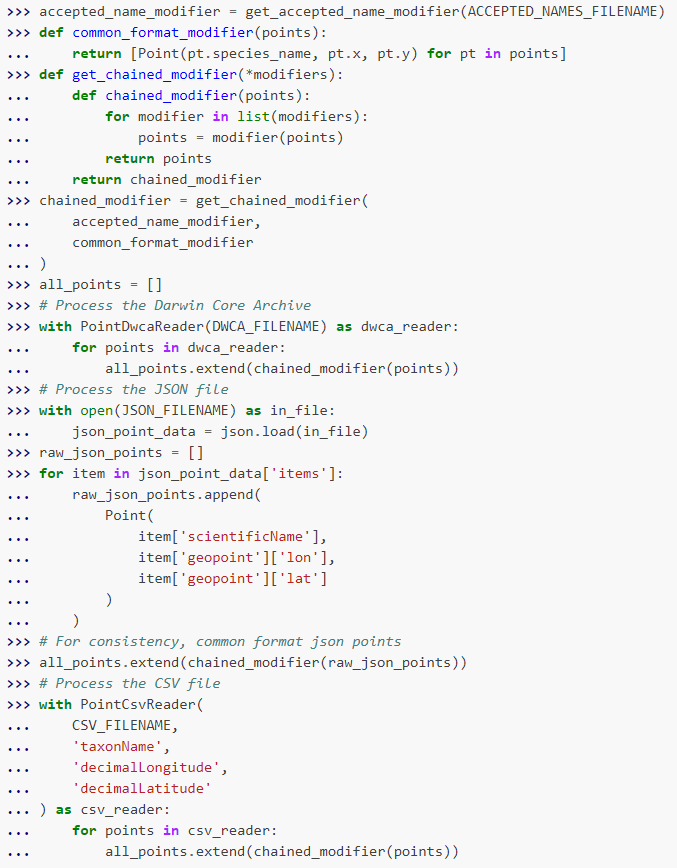 >>> accepted_name_modifier = get_accepted_name_modifier(ACCEPTED_NAMES_FILENAME)
>>> def common_format_modifier(points):
...     return [Point(pt.species_name, pt.x, pt.y) for pt in points]
>>> def get_chained_modifier(*modifiers):
...     def chained_modifier(points):
...         for modifier in list(modifiers):
...             points = modifier(points)
...         return points
...     return chained_modifier
>>> chained_modifier = get_chained_modifier(
...     accepted_name_modifier,
...     common_format_modifier
... )
>>> all_points = []
>>> # Process the Darwin Core Archive
>>> with PointDwcaReader(DWCA_FILENAME) as dwca_reader:
...     for points in dwca_reader:
...         all_points.extend(chained_modifier(points))
>>> # Process the JSON file
>>> with open(JSON_FILENAME) as in_file:
...     json_point_data = json.load(in_file)
>>> raw_json_points = []
>>> for item in json_point_data['items']:
...     raw_json_points.append(
...         Point(
...             item['scientificName'],
...             item['geopoint']['lon'],
...             item['geopoint']['lat']
...         )
...     )
>>> # For consistency, common format json points
>>> all_points.extend(chained_modifier(raw_json_points))
>>> # Process the CSV file
>>> with PointCsvReader(
...     CSV_FILENAME,
...     'taxonName',
...     'decimalLongitude',
...     'decimalLatitude'
... ) as csv_reader:
...     for points in csv_reader:
...         all_points.extend(chained_modifier(points))